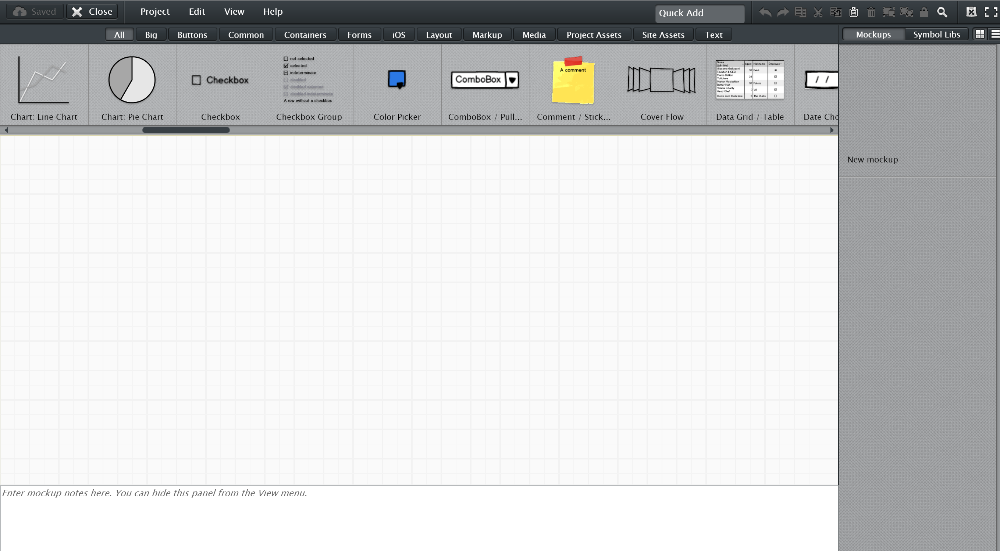 Saved Close Project Edit View Help Quick Add
All Big Buttons Common Containers Forms iOS Layout Markup Media Project Assets Site Assets Text Mockups Symbol Libs
not selected
selected
indeterminate
disabled
disabled selected
disabled indeterminate
A row without a checkbox
Checkbox
ComboBox
A comment
Name
(job title)
Ages Nickname Employee
Giacomo Guilizzoni
Founder & CEO
37 Peldi
Marco Botton
Tuttofare
34
Mariah Maclachlan
Better Half
37 Patata
Valerie Liberty
Head Chef
:) Val
Guido Jack Guilizzoni
6 The Guids
/ /
Chart: Line Chart Chart: Pie Chart Checkbox Checkbox Group Color Picker ComboBox / Pull... Comment / Stick... Cover Flow Data Grid / Table Date Cho
New mockup
Enter mockup notes here. You can hide this panel from the View menu.